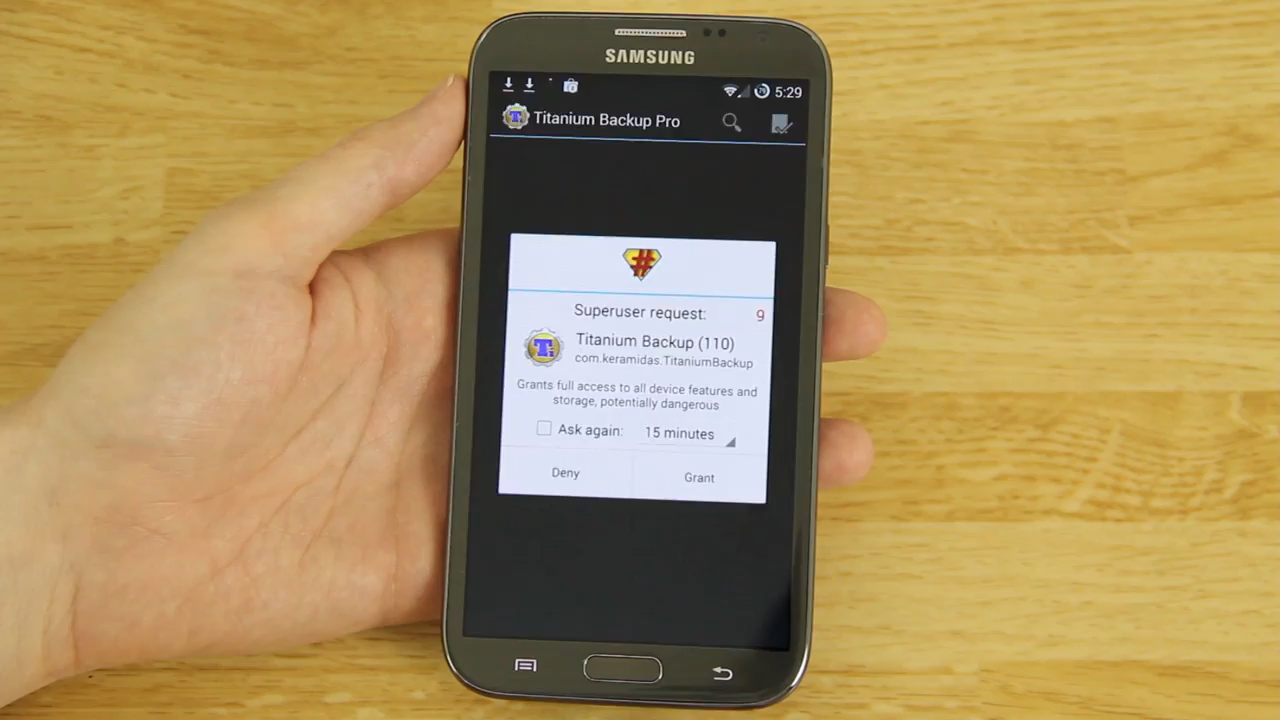 SAMSUNG
5:29
Titanium Backup Pro
Superuser request: 9
Titanium Backup (110)
com.keramidas.TitaniumBackup
Grants full access to all device features and
storage, potentially dangerous
Ask again: 15 minutes
Deny Grant